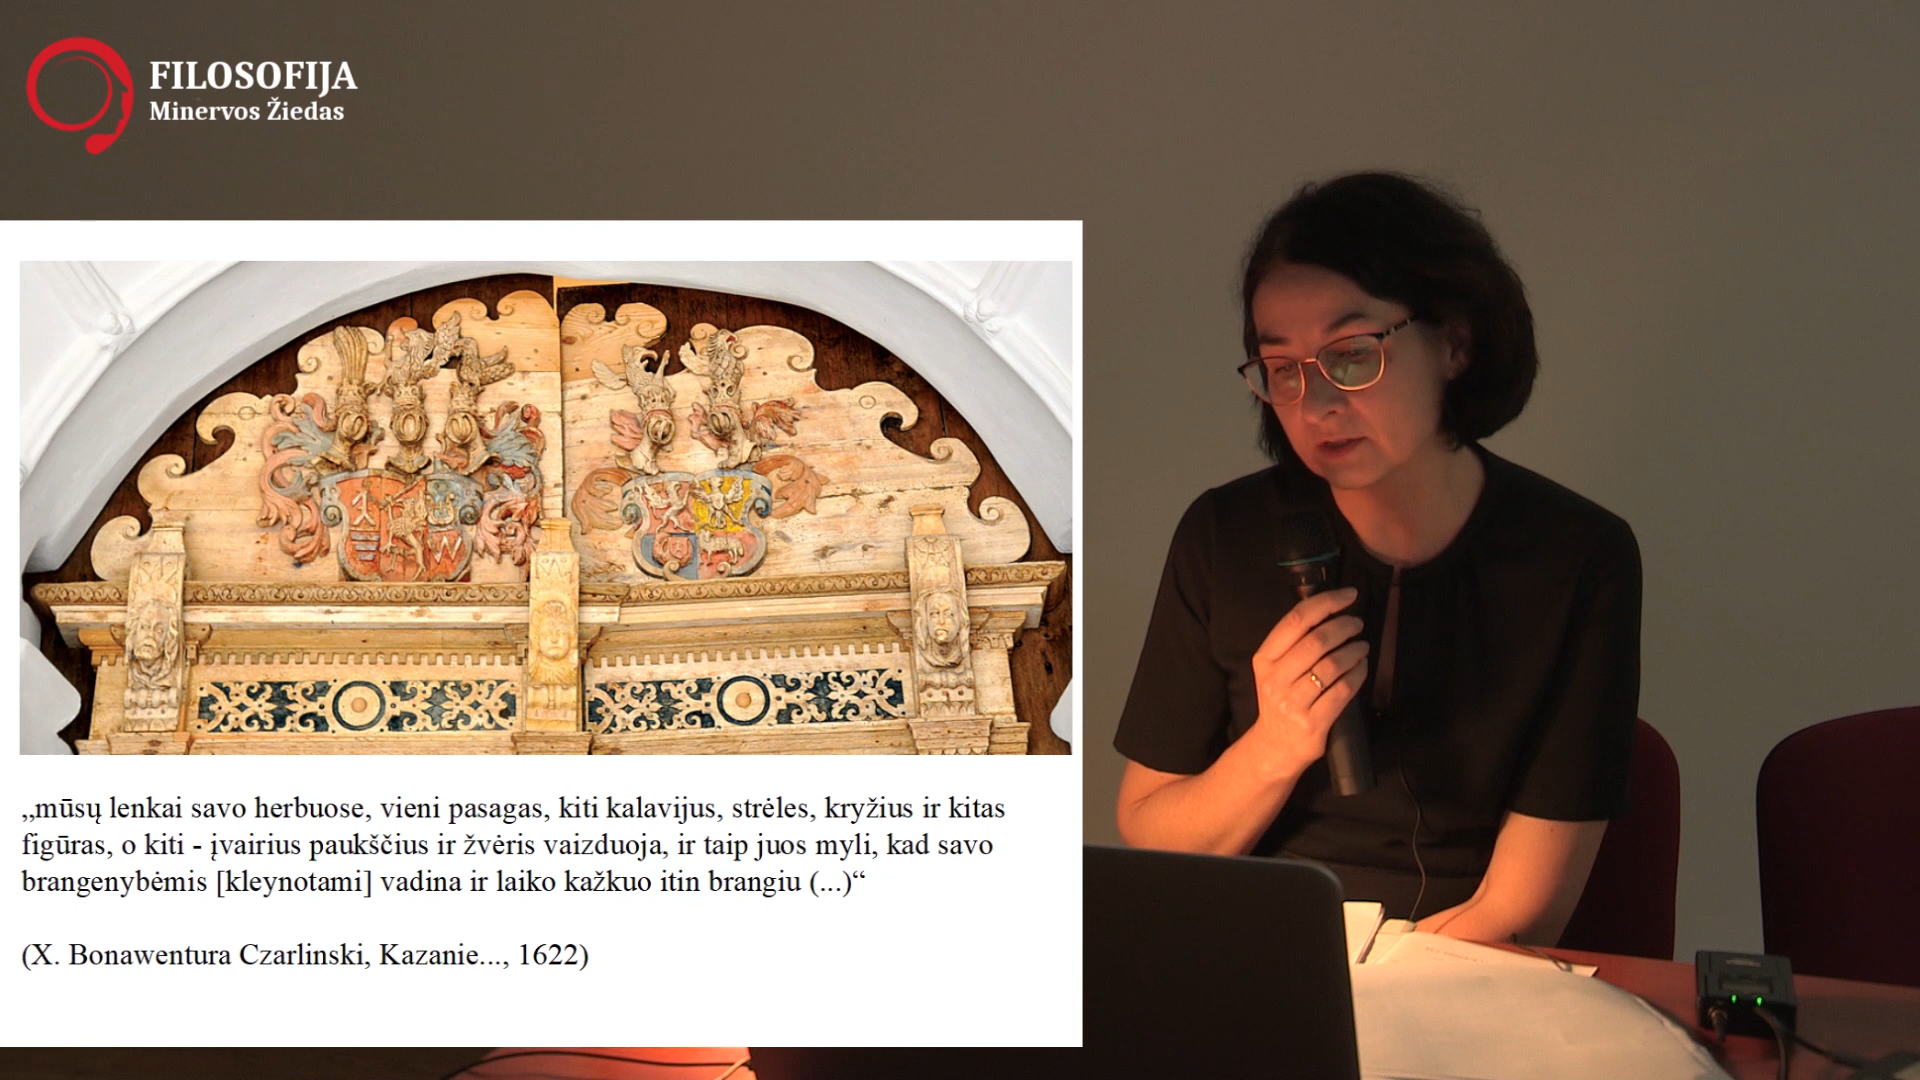 FILOSOFIJA
Minervos Žiedas
„mūsų lenkai savo herbuose, vieni pasagas, kiti kalavijus, strėles, kryžius ir kitas
figūras, o kiti - įvairius paukščius ir žvėris vaizduoja, ir taip juos myli, kad savo
brangenybėmis [kleynotami] vadina ir laiko kažkuo itin brangiu (...)“
(X. Bonawentura Czarlinski, Kazanie..., 1622)